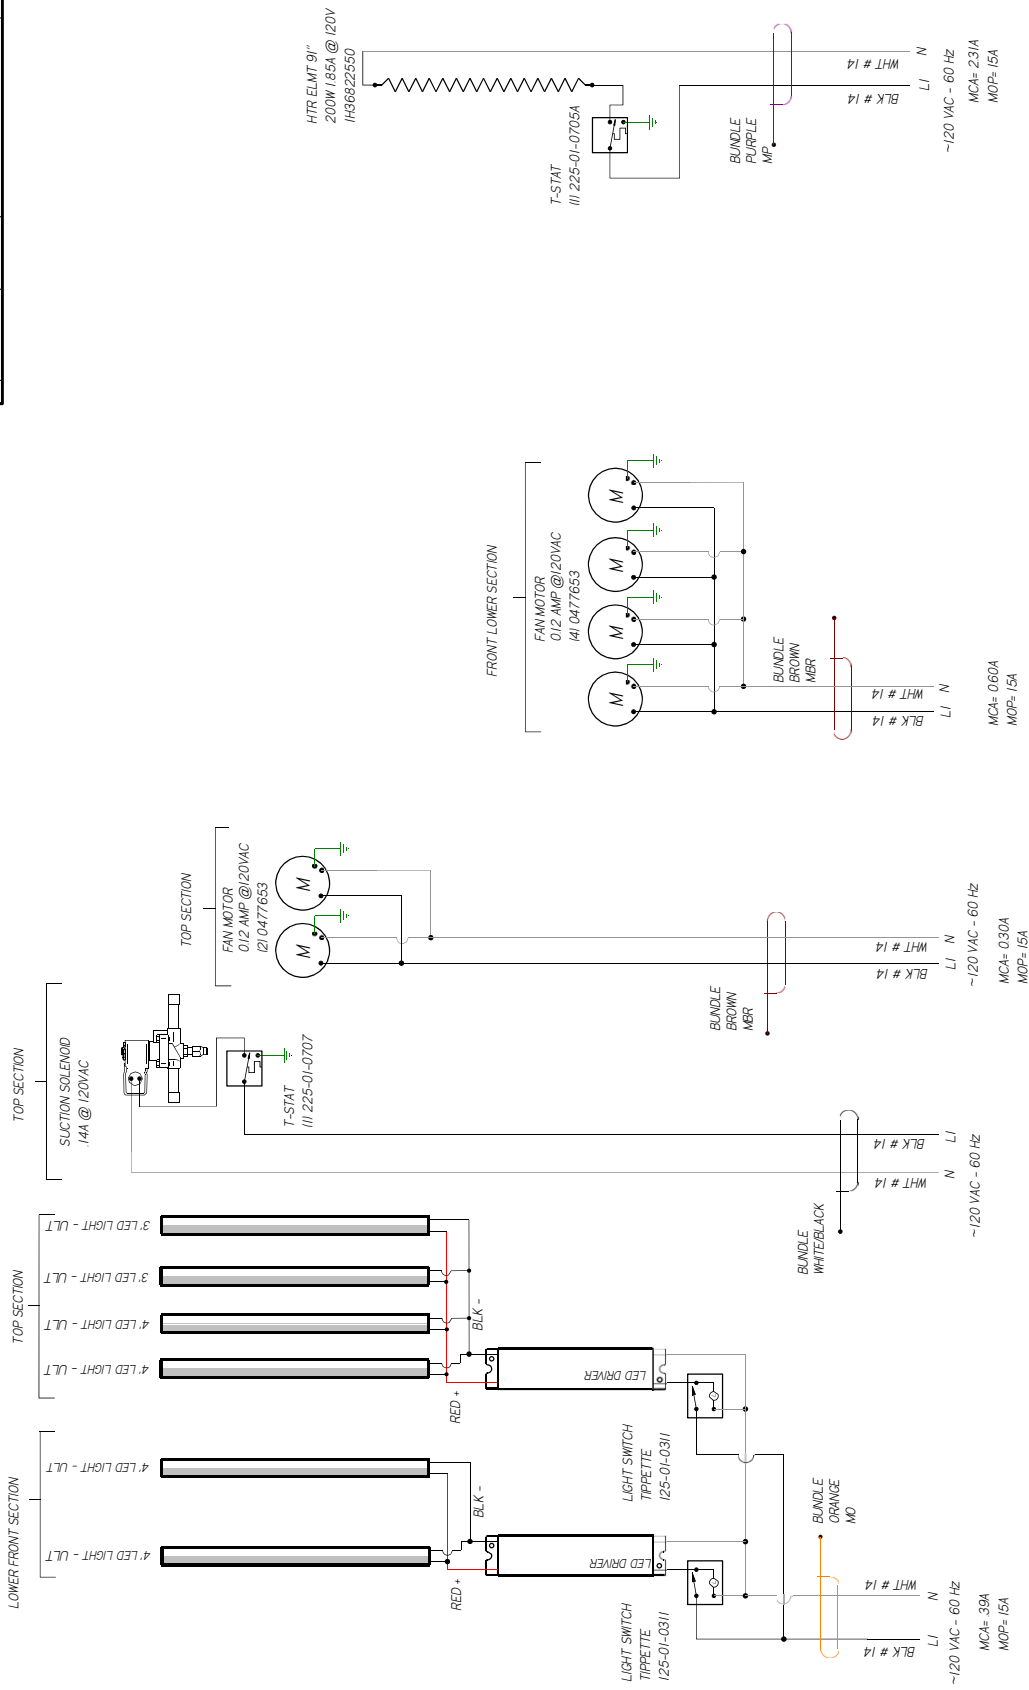 LOWER FRONT SECTION
4' LED LIGHT - ULT
4' LED LIGHT - ULT
RED +
BLK -
LED DRIVER
LIGHT SWITCH
TIPPETTE
125-01-0311
BUNDLE
ORANGE
MO
BLK # 14
WHT # 14
L1
N
~120 VAC - 60 Hz
MCA= .39A
MOP= 15A
TOP SECTION
4' LED LIGHT - ULT
4' LED LIGHT - ULT
3' LED LIGHT - ULT
3' LED LIGHT - ULT
RED +
BLK -
LED DRIVER
LIGHT SWITCH
TIPPETTE
125-01-0311
TOP SECTION
SUCTION SOLENOID
.14A @ 120VAC
T-STAT
(1) 225-01-0707
BUNDLE
WHITE/BLACK
WHT # 14
BLK # 14
N
L1
~120 VAC - 60 Hz
TOP SECTION
FAN MOTOR
0.12 AMP @120VAC
(2) 0477653
M
M
BUNDLE
BROWN
MBR
BLK # 14
WHT # 14
L1
N
~120 VAC - 60 Hz
MCA= 0.30A
MOP= 15A
FRONT LOWER SECTION
FAN MOTOR
0.12 AMP @120VAC
(4) 0477653
M
M
M
M
BUNDLE
BROWN
MBR
BLK # 14
WHT # 14
L1
N
MCA= 0.60A
MOP= 15A
HTR ELMT 91"
200W 1.85A @ 120V
1H36822550
T-STAT
(1) 225-01-0705A
BUNDLE
PURPLE
MP
BLK # 14
WHT # 14
L1
N
~120 VAC - 60 Hz
MCA= 2.31A
MOP= 15A